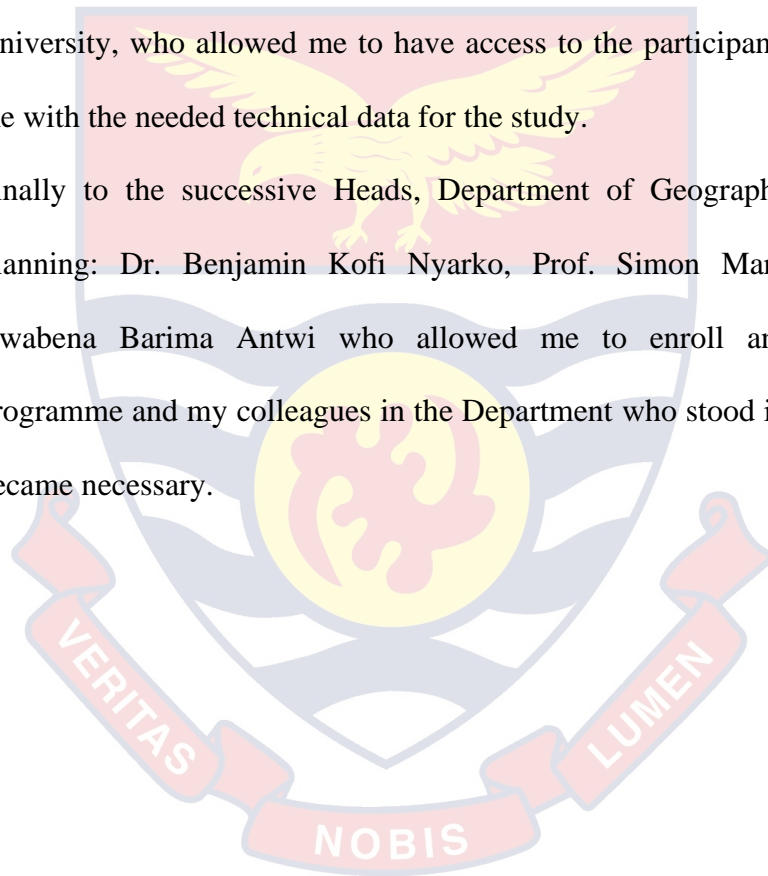 niversity, who allowed me to have access to the participan
e with the needed technical data for the study.
nally to the successive Heads, Department of Geograph
lanning: Dr. Benjamin Kofi Nyarko, Prof. Simon Mar
wabena Barima Antwi who allowed me to enroll an
rogramme and my colleagues in the Department who stood i
ecame necessary.
VERITAS
NOBIS
LUMEN